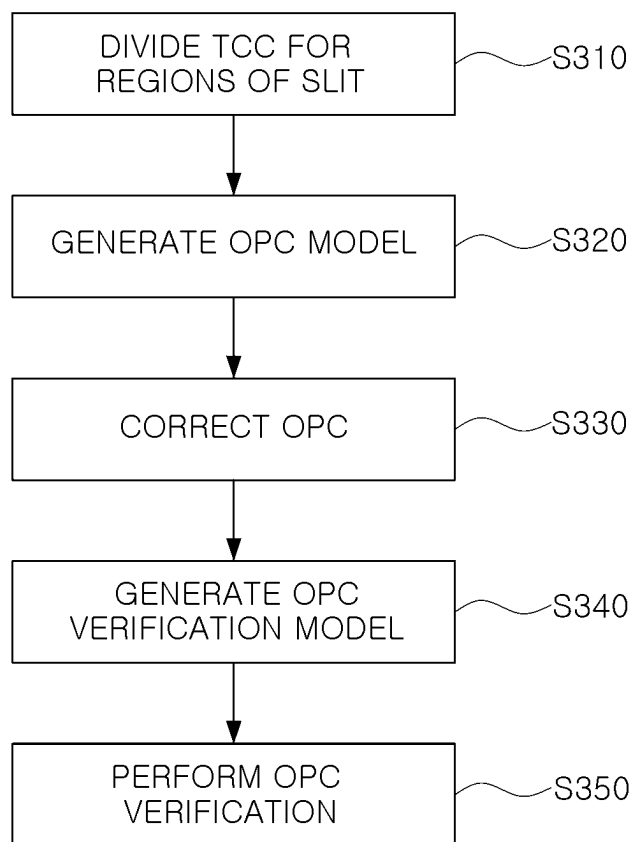 DIVIDE TCC FOR
REGIONS OF SLIT
S310
GENERATE OPC MODEL
S320
CORRECT OPC
S330
GENERATE OPC
VERIFICATION MODEL
S340
PERFORM OPC
VERIFICATION
S350